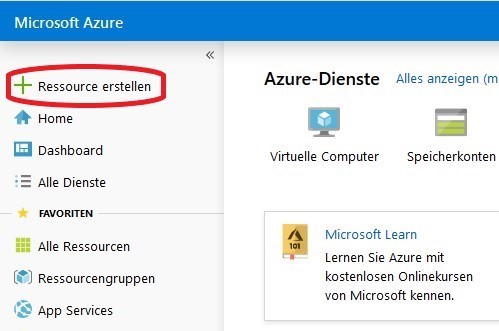 Microsoft Azure
«
Ressource erstellen
Home
Dashboard
Alle Dienste
FAVORITEN
Alle Ressourcen
Ressourcengruppen
App Services
Azure-Dienste
Alles anzeigen (m
Virtuelle Computer
Speicherkonten
101
Microsoft Learn
Lernen Sie Azure mit
kostenlosen Onlinekursen
von Microsoft kennen.